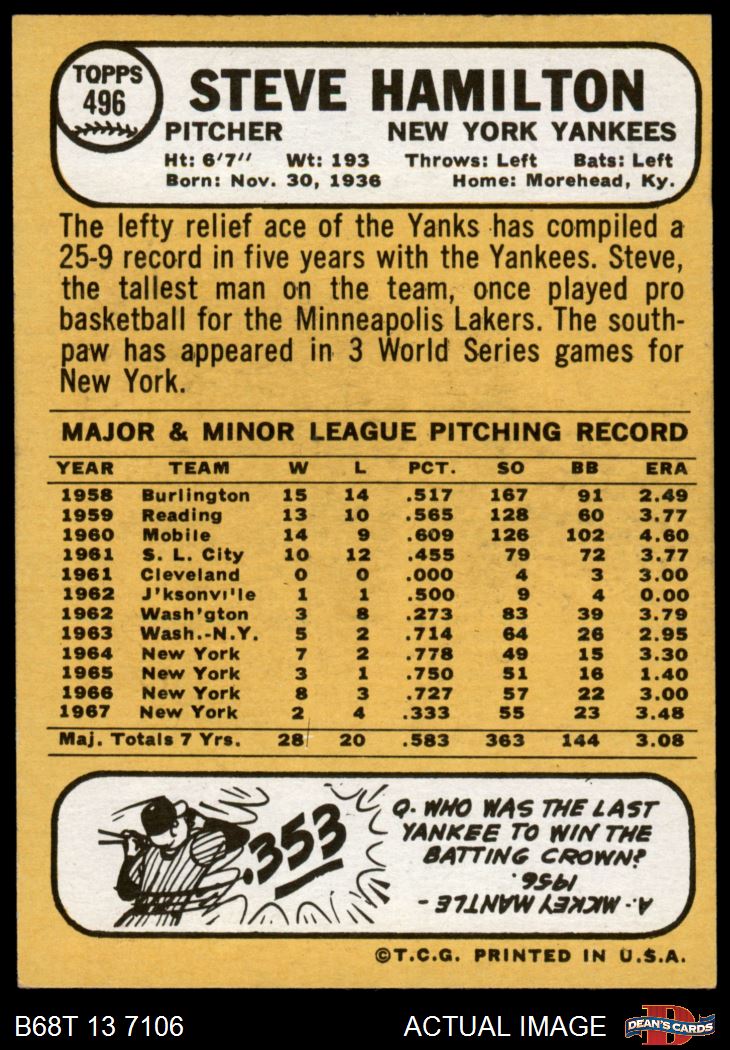 TOPPS
496
STEVE HAMILTON
PITCHER NEW YORK YANKEES
Ht: 6'7" Wt: 193 Throws: Left Bats: Left
Born: Nov. 30, 1936 Home: Morehead, Ky.
The lefty relief ace of the Yanks has compiled a
25-9 record in five years with the Yankees. Steve,
the tallest man on the team, once played pro
basketball for the Minneapolis Lakers. The south-
paw has appeared in 3 World Series games for
New York.
MAJOR & MINOR LEAGUE PITCHING RECORD
YEAR TEAM W L PCT. SO BB ERA
1958 Burlington 15 14 .517 167 91 2.49
1959 Reading 13 10 .565 128 60 3.77
1960 Mobile 14 9 .609 126 102 4.60
1961 S. L. City 10 12 .455 79 72 3.77
1961 Cleveland 0 0 .000 4 3 3.00
1962 J'ksonville 1 1 .500 9 4 0.00
1962 Wash'gton 3 8 .273 83 39 3.79
1963 Wash.-N.Y. 5 2 .714 64 26 2.95
1964 New York 7 2 .778 49 15 3.30
1965 New York 3 1 .750 51 16 1.40
1966 New York 8 3 .727 57 22 3.00
1967 New York 2 4 .333 55 23 3.48
Maj. Totals 7 Yrs. 28 20 .583 363 144 3.08
.353
Q. WHO WAS THE LAST
YANKEE TO WIN THE
BATTING CROWN?
A. MICKEY MANTLE -
1956.
©T.C.G. PRINTED IN U.S.A.
B68T 13 7106 ACTUAL IMAGE
D
DEAN'S CARDS